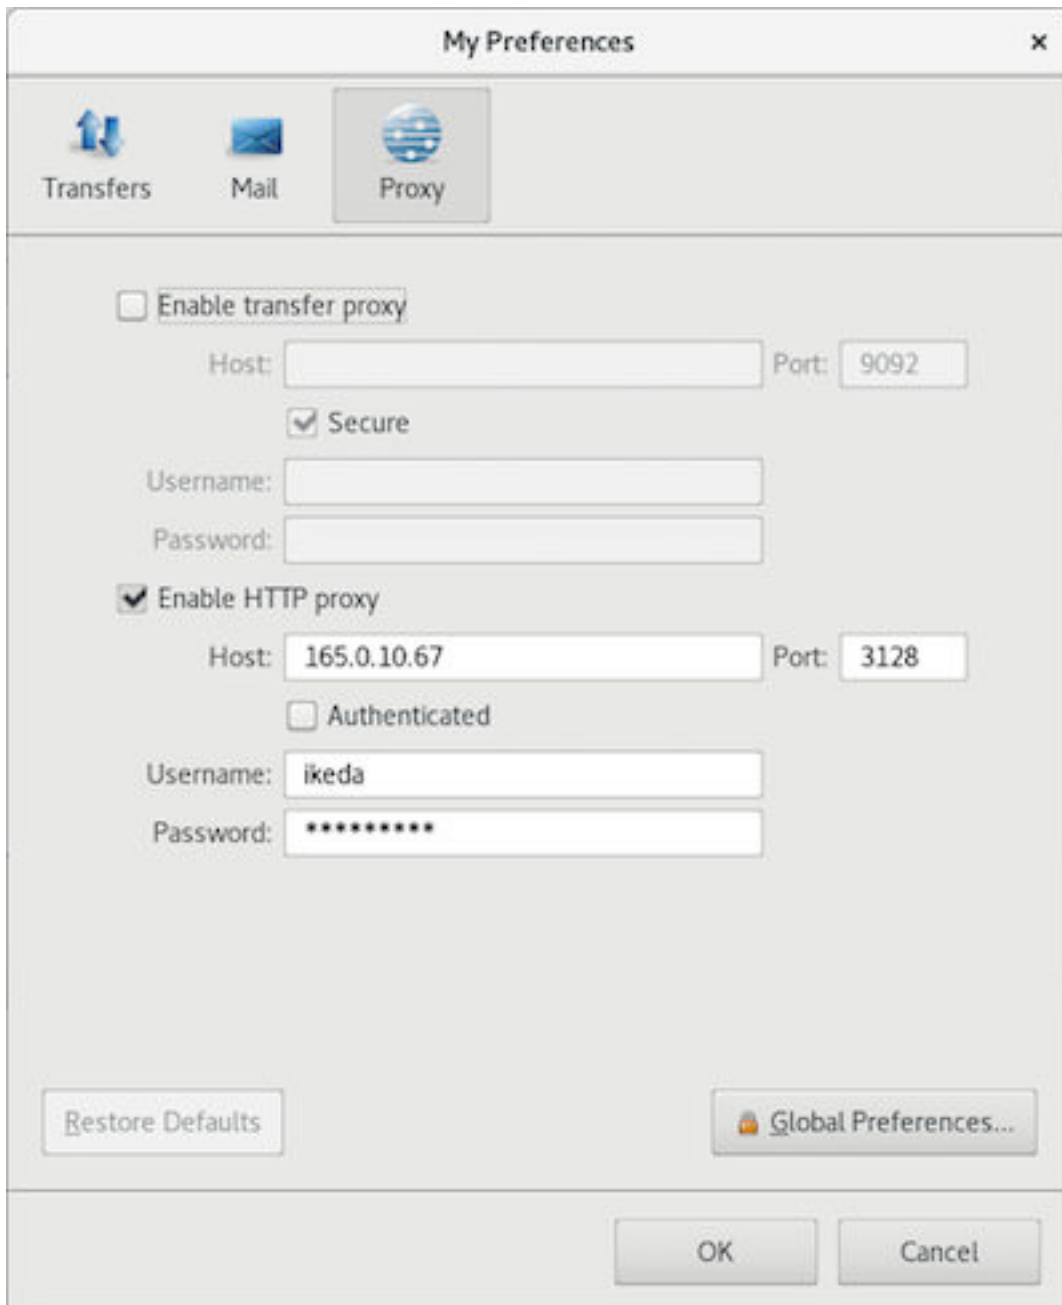 My Preferences ×
Transfers Mail Proxy
Enable transfer proxy
Host: Port: 9092
Secure
Username:
Password:
Enable HTTP proxy
Host: 165.0.10.67 Port: 3128
Authenticated
Username: ikeda
Password: *********
Restore Defaults Global Preferences...
OK Cancel